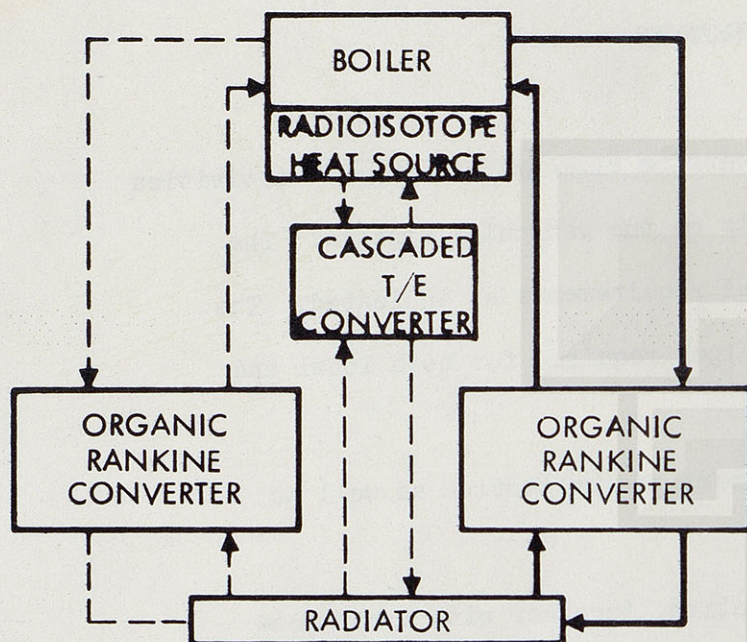 BOILER
RADIOISOTOPE
HEAT SOURCE
CASCADED
T/E
CONVERTER
ORGANIC
RANKINE
CONVERTER
ORGANIC
RANKINE
CONVERTER
RADIATOR